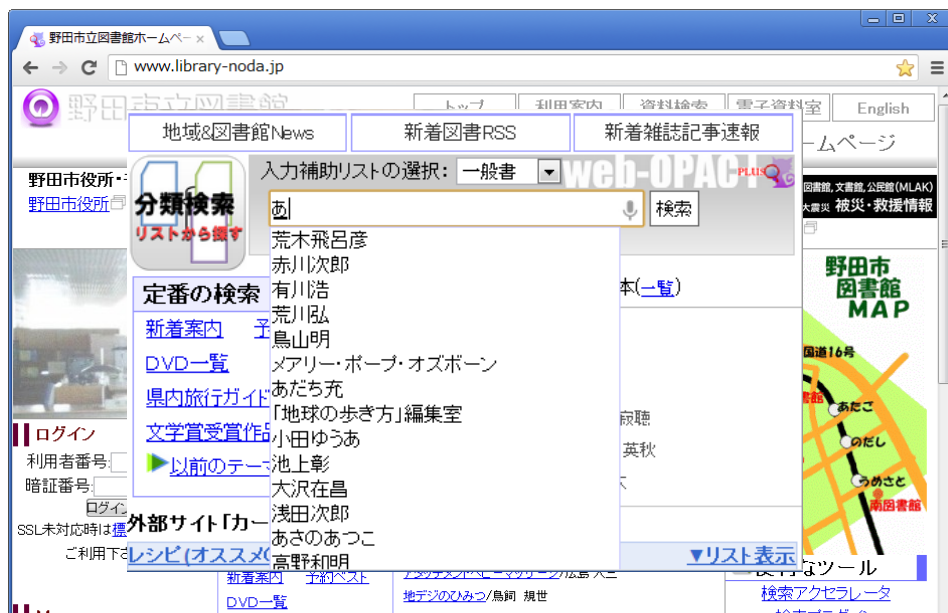 野田市立図書館ホームペー
www.library-noda.jp
野田市立図書館
トップ 利用案内 資料検索 電子資料室 English
ームページ
地域&図書館News 新着図書RSS 新着雑誌記事速報
野田市役所・
野田市役所
分類検索
リストから探す
入力補助リストの選択: 一般書
web-OPAC PLUS
あ 検索
図書館,文書館,公民館(MLAK)
大震災 被災・救援情報
荒木飛呂彦
赤川次郎
有川浩
荒川弘
鳥山明
メアリー・ポープ・オズボーン
あだち充
「地球の歩き方」編集室
小田ゆうあ
池上彰
大沢在昌
浅田次郎
あさのあつこ
高野和明
定番の検索
本(一覧)
新着案内
DVD一覧
県内旅行ガイド
文学賞受賞作品
以前のテーマ
寂聴
英秋
野田市
図書館
MAP
国道16号
あたご
のだし
うめさと
南図書館
ログイン
利用者番号:
暗証番号:
ログイン
SSL未対応時は標
ご利用下さ
外部サイト「カー
レシピ(オススメ
▼リスト表示
新着案内 予約ベスト
DVD一覧
地デジのひみつ/鳥飼 規世
便利なツール
検索アクセラレータ